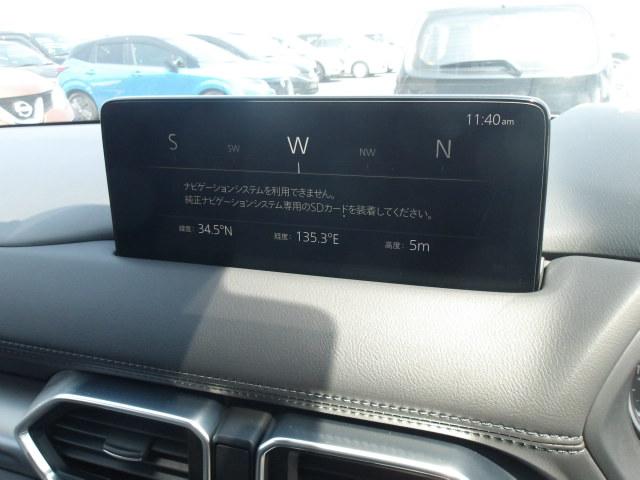 11:40am
S SW W NW N
ナビゲーションシステムを利用できません。
純正ナビゲーションシステム専用のSDカードを装着してください。
緯度: 34.5°N 経度: 135.3°E 高度: 5m